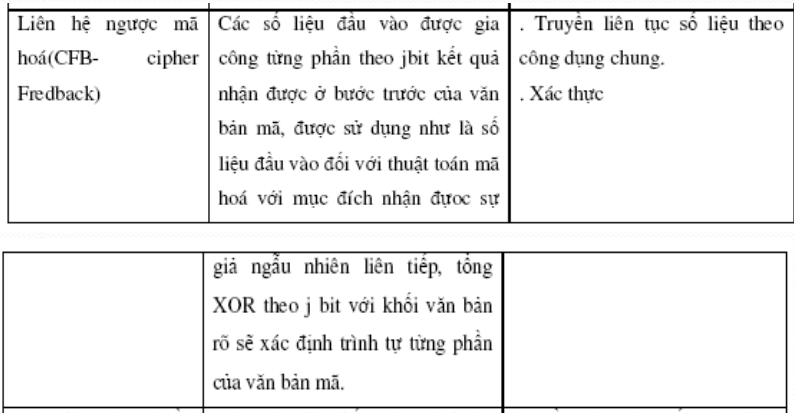 Liên hệ ngược mã
hoá(CFB- cipher
Fredback)
Các số liệu đầu vào được gia
công từng phần theo jbit kết quả
nhận được ở bước trước của văn
bản mã, được sử dụng như là số
liệu đầu vào đối với thuật toán mã
hoá với mục đích nhận đựoc sự
. Truyền liên tục số liệu theo
công dụng chung.
. Xác thực
giả ngẫu nhiên liên tiếp, tổng
XOR theo j bit với khối văn bản
rõ sẽ xác định trình tự từng phần
của văn bản mã.